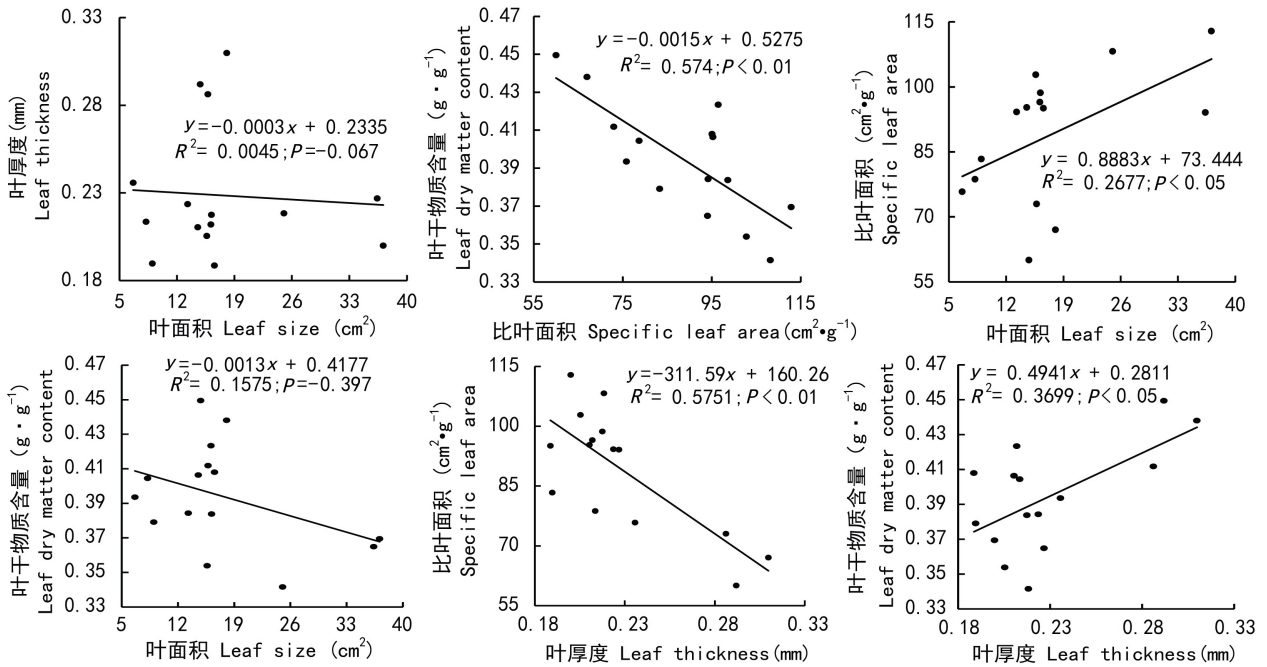 叶厚度(mm)
Leaf thickness
0.33
0.28
0.23
0.18
y=-0.0003x + 0.2335
R²= 0.0045;P=-0.067
5 12 19 26 33 40
叶面积 Leaf size (cm²)
叶干物质含量(g·g⁻¹)
Leaf dry matter content
0.47
0.45
0.43
0.41
0.39
0.37
0.35
0.33
y=-0.0015x + 0.5275
R²= 0.574;P<0.01
55 75 95 115
比叶面积 Specific leaf area(cm²•g⁻¹)
比叶面积 (cm²•g⁻¹)
Specific leaf area
115
100
85
70
55
y= 0.8883x + 73.444
R²= 0.2677;P<0.05
5 12 19 26 33 40
叶面积 Leaf size (cm²)
叶干物质含量(g·g⁻¹)
Leaf dry matter content
0.47
0.45
0.43
0.41
0.39
0.37
0.35
0.33
y=-0.0013x + 0.4177
R²= 0.1575;P=-0.397
5 12 19 26 33 40
叶面积 Leaf size (cm²)
比叶面积 (cm²•g⁻¹)
Specific leaf area
115
100
85
70
55
y=-311.59x + 160.26
R²= 0.5751;P<0.01
0.18 0.23 0.28 0.33
叶厚度 Leaf thickness(mm)
叶干物质含量(g·g⁻¹)
Leaf dry matter content
0.47
0.45
0.43
0.41
0.39
0.37
0.35
0.33
y= 0.4941x + 0.2811
R²= 0.3699;P<0.05
0.18 0.23 0.28 0.33
叶厚度 Leaf thickness(mm)